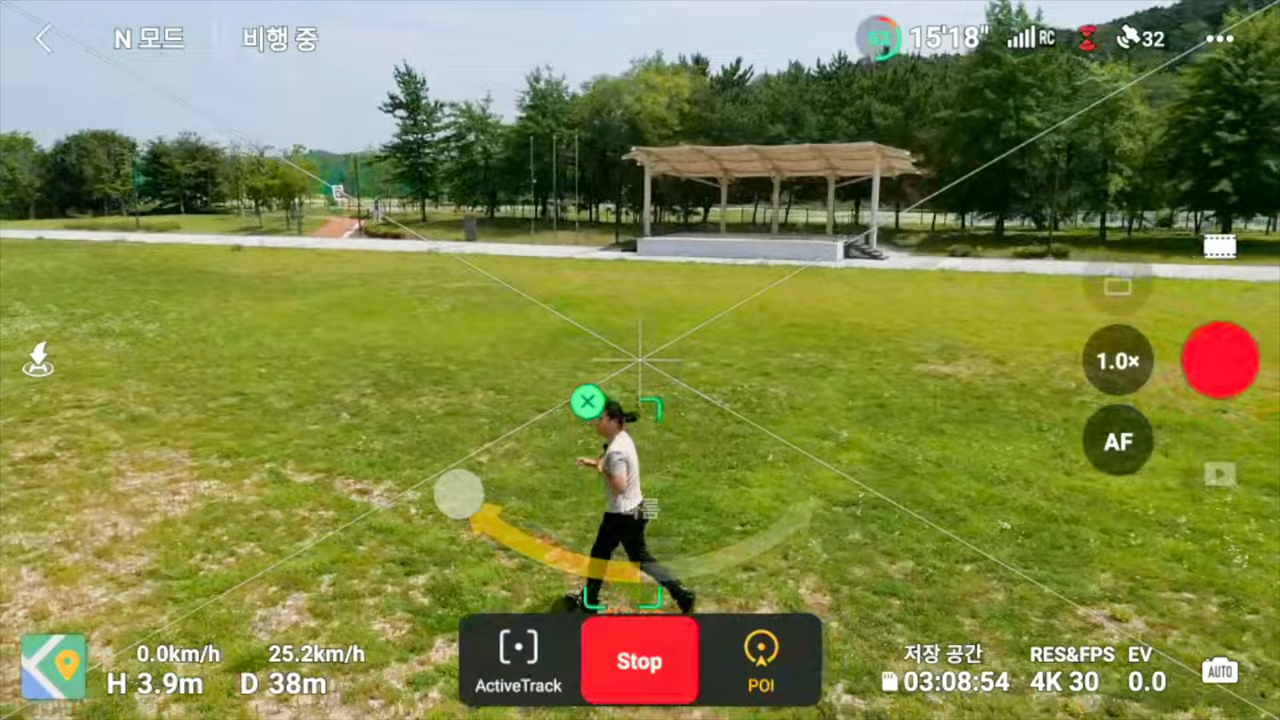 N 모드
비행 중
52
15'18"
RC
32
1.0×
AF
0.0km/h
25.2km/h
H 3.9m
D 38m
ActiveTrack
Stop
POI
저장 공간
03:08:54
RES&FPS
4K 30
EV
0.0
AUTO